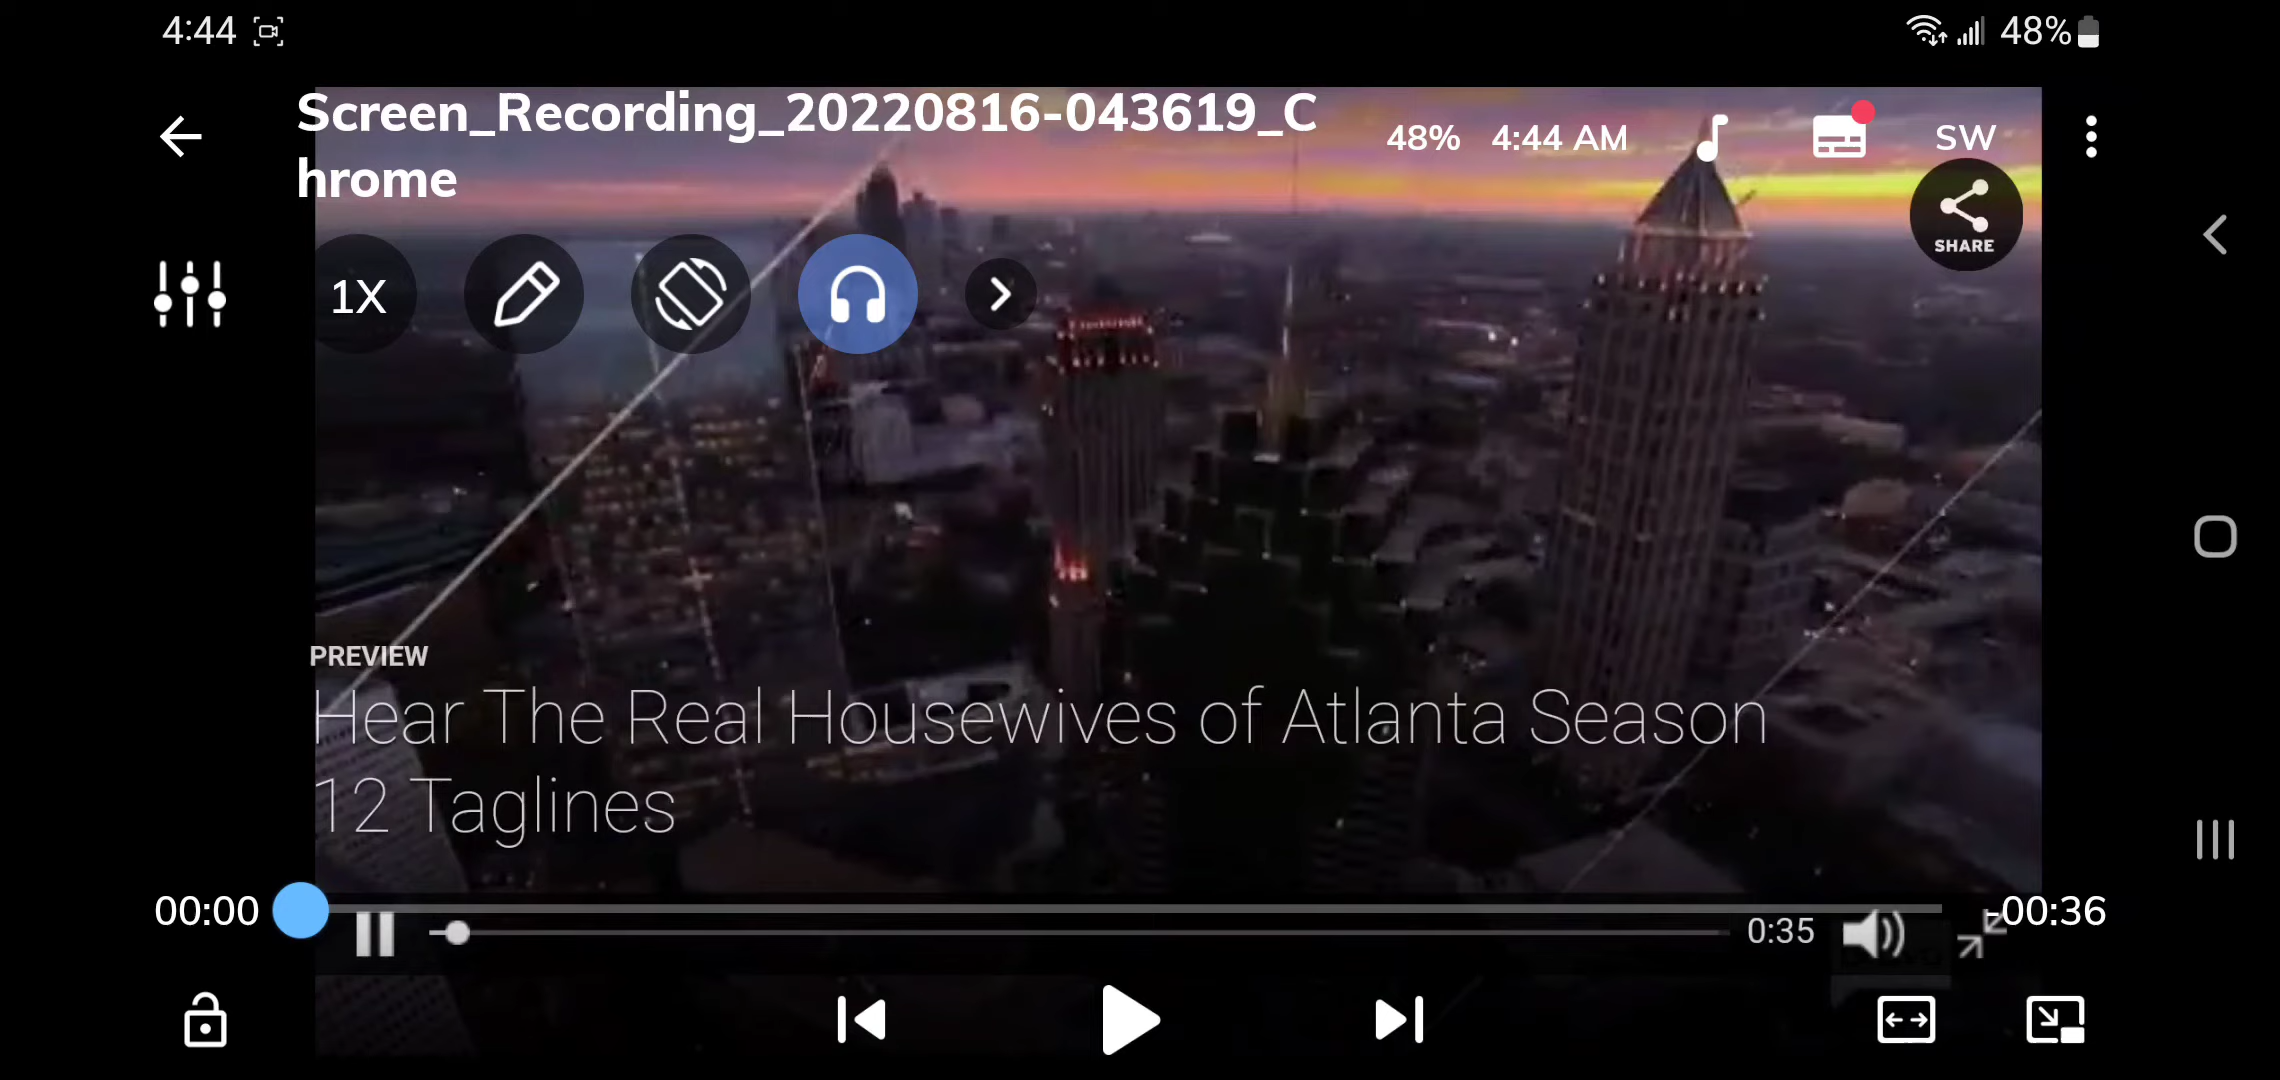 4:44
48%
Screen_Recording_20220816-043619_C
hrome
48%
4:44 AM
SW
SHARE
1X
PREVIEW
Hear The Real Housewives of Atlanta Season
12 Taglines
00:00
-00:36
0:35